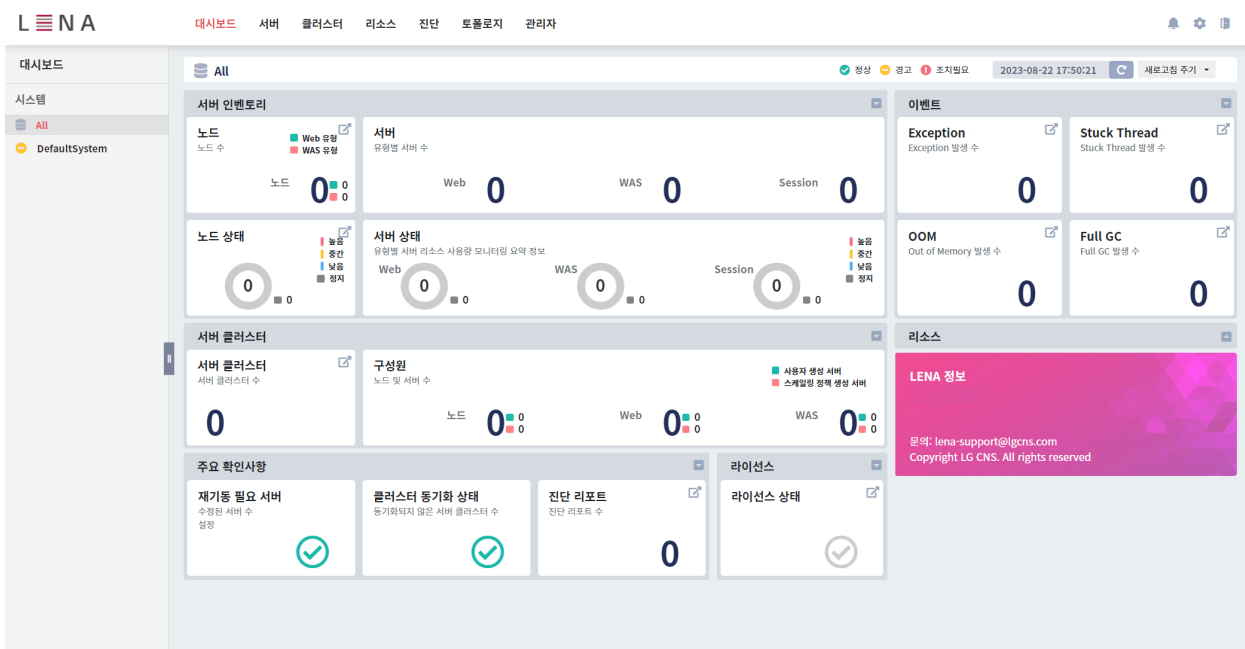 LENA
대시보드 서버 클러스터 리소스 진단 토폴로지 관리자
대시보드
시스템
All
DefaultSystem
All
정상 경고 조치필요 2023-08-22 17:50:21 새로고침 주기
서버 인벤토리
노드
노드 수
Web 유형
WAS 유형
노드 0 0
0
서버
유형별 서버 수
Web 0 WAS 0 Session 0
노드 상태
높음
중간
낮음
정지
0 0
서버 상태
유형별 서버 리소스 사용량 모니터링 요약 정보
높음
중간
낮음
정지
Web 0 0 WAS 0 0 Session 0 0
이벤트
Exception
Exception 발생 수
0
Stuck Thread
Stuck Thread 발생 수
0
OOM
Out of Memory 발생 수
0
Full GC
Full GC 발생 수
0
서버 클러스터
서버 클러스터
서버 클러스터 수
0
구성원
노드 및 서버 수
사용자 생성 서버
스케일링 정책 생성 서버
노드 0 0 Web 0 0 WAS 0 0
0 0 0
리소스
LENA 정보
문의: lena-support@lgcns.com
Copyright LG CNS. All rights reserved
주요 확인사항
재기동 필요 서버
수정된 서버 수
설정
클러스터 동기화 상태
동기화되지 않은 서버 클러스터 수
진단 리포트
진단 리포트 수
0
라이선스
라이선스 상태